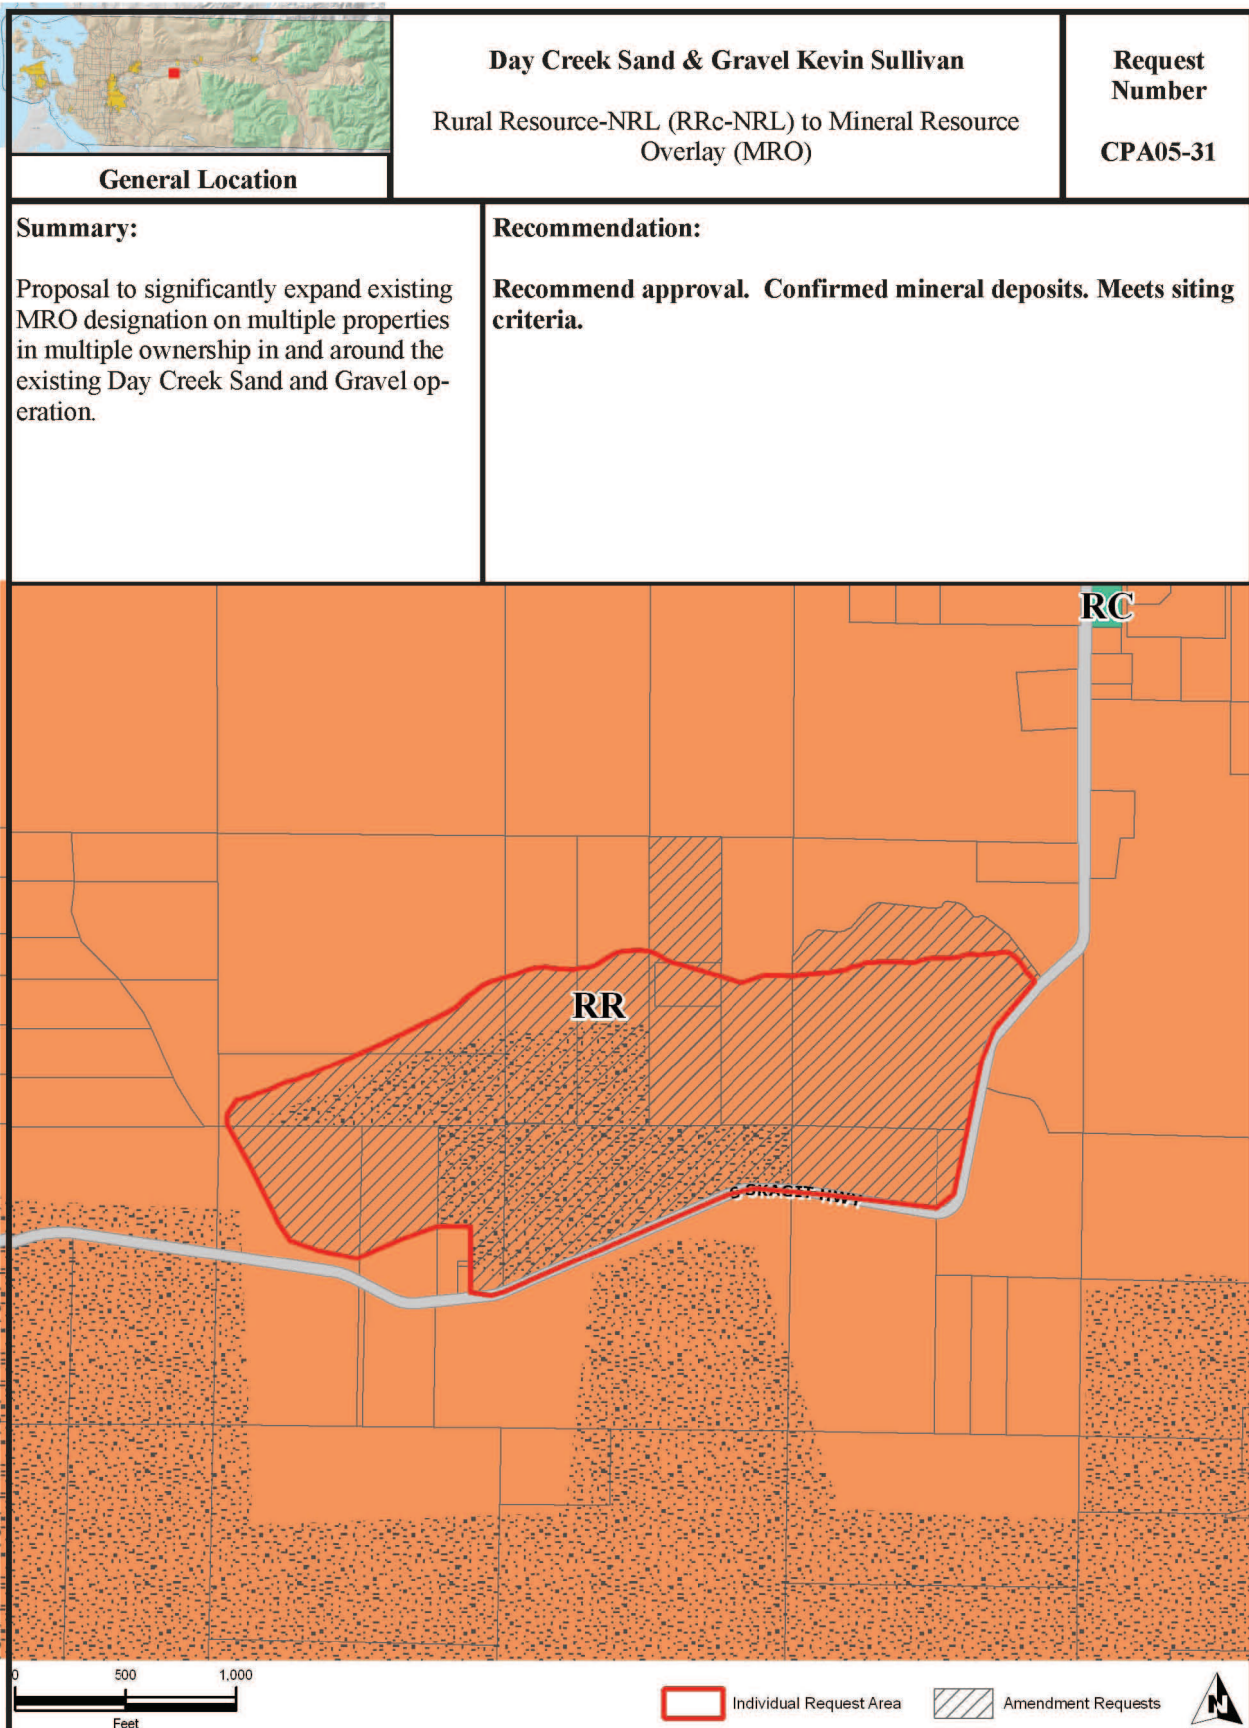 Day Creek Sand & Gravel Kevin Sullivan
Rural Resource-NRL (RRc-NRL) to Mineral Resource
Overlay (MRO)
Request
Number
CPA05-31
General Location
Summary:
Proposal to significantly expand existing
MRO designation on multiple properties
in multiple ownership in and around the
existing Day Creek Sand and Gravel op-
eration.
Recommendation:
Recommend approval.  Confirmed mineral deposits. Meets siting
criteria.
RC
RR
S SKAGIT HWY
0 500 1,000
Feet
Individual Request Area
Amendment Requests
N